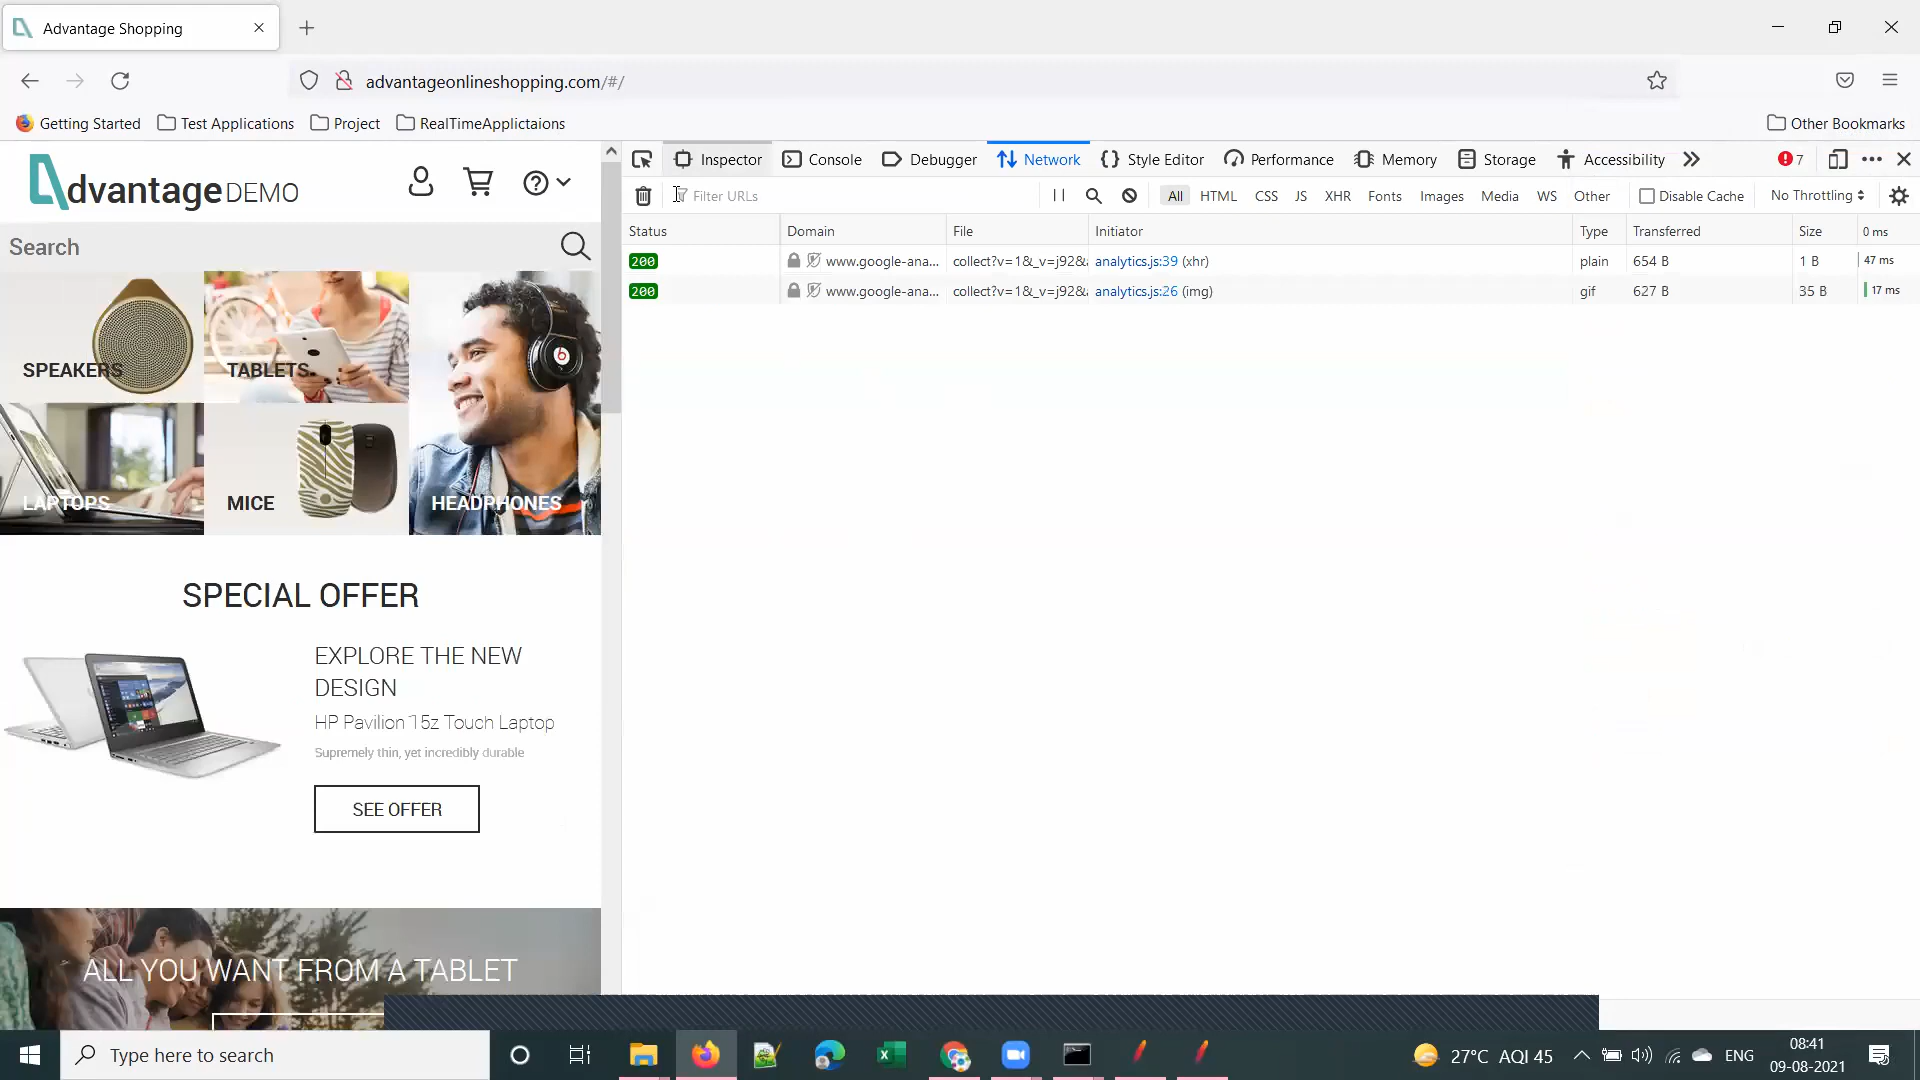 Advantage Shopping
advantageonlineshopping.com/#/
Getting Started
Test Applications
Project
RealTimeApplictaions
Other Bookmarks
dvantage DEMO
Search
SPEAKERS
TABLETS
LAPTOPS
MICE
HEADPHONES
SPECIAL OFFER
EXPLORE THE NEW
DESIGN
HP Pavilion 15z Touch Laptop
Supremely thin, yet incredibly durable
SEE OFFER
ALL YOU WANT FROM A TABLET
Inspector Console Debugger Network Style Editor Performance Memory Storage Accessibility 7
Filter URLs All HTML CSS JS XHR Fonts Images Media WS Other Disable Cache No Throttling
Status Domain File Initiator Type Transferred Size 0 ms
200 www.google-ana... collect?v=1&_v=j92& analytics.js:39 (xhr) plain 654 B 1 B 47 ms
200 www.google-ana... collect?v=1&_v=j92& analytics.js:26 (img) gif 627 B 35 B 17 ms
Type here to search
27°C AQI 45
ENG
08:41
09-08-2021